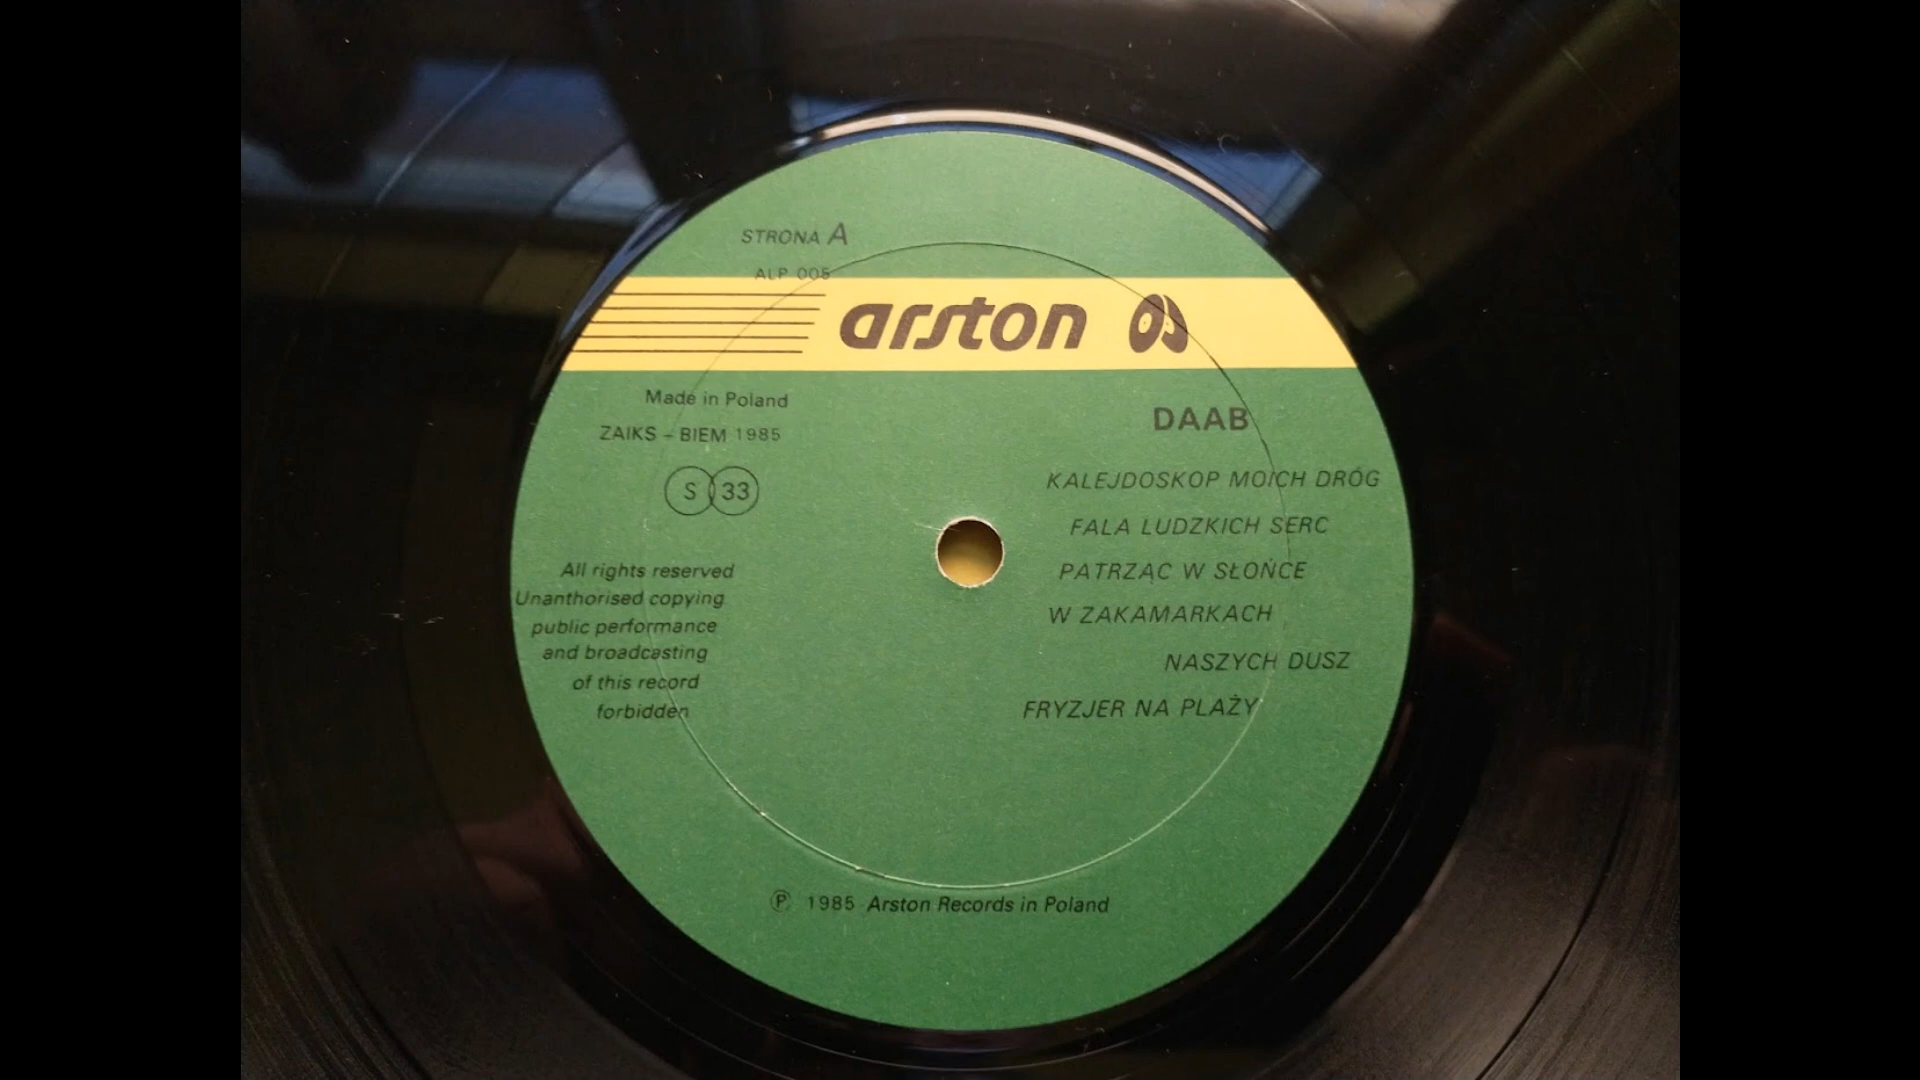 STRONA A
ALP 005
arston
Made in Poland
ZAIKS – BIEM 1985
S 33
All rights reserved
Unanthorised copying
public performance
and broadcasting
of this record
forbidden
DAAB
KALEJDOSKOP MOICH DRÓG
FALA LUDZKICH SERC
PATRZĄC W SŁOŃCE
W ZAKAMARKACH
NASZYCH DUSZ
FRYZJER NA PLAŻY
℗ 1985 Arston Records in Poland